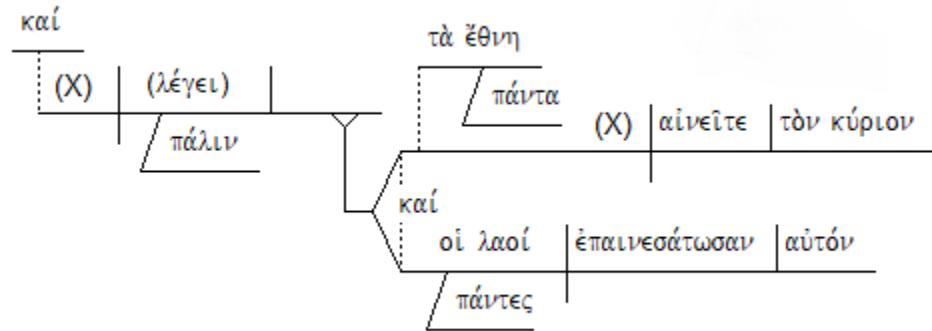 καί
(X) (λέγει)
πάλιν
τὰ ἔθνη
πάντα
(X) αἰνεῖτε τὸν κύριον
καί
οἱ λαοί ἐπαινεσάτωσαν αὐτόν
πάντες